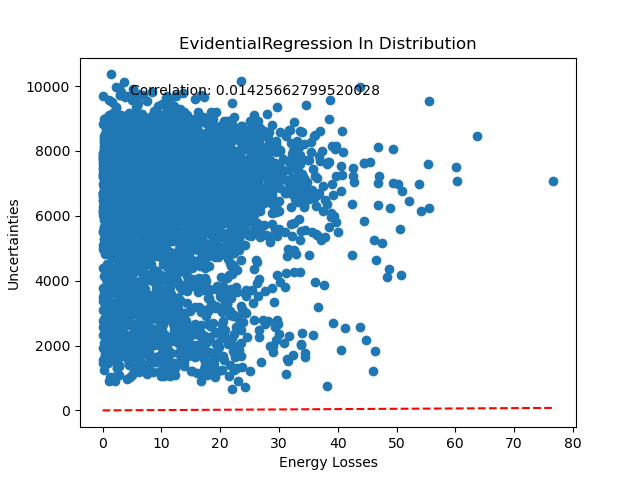 EvidentialRegression In Distribution
Correlation: 0.01425662799520028
Uncertainties
10000
8000
6000
4000
2000
0
0 10 20 30 40 50 60 70 80
Energy Losses